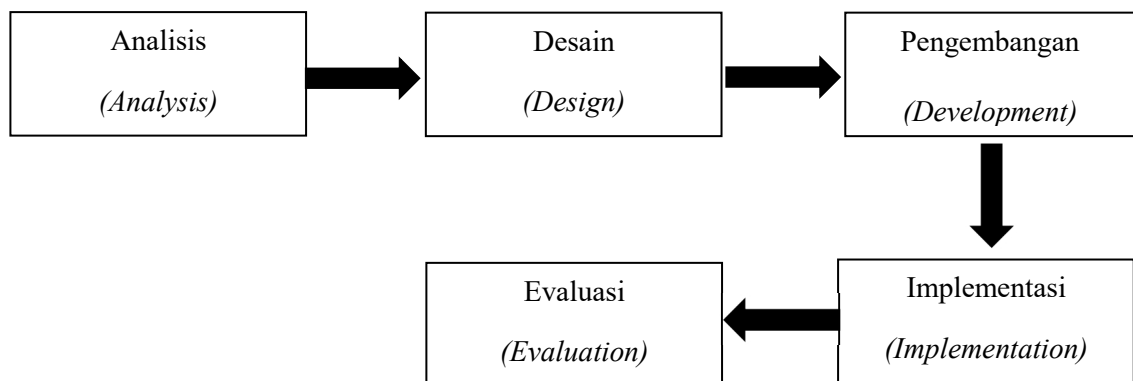 Analisis
(Analysis)
Desain
(Design)
Pengembangan
(Development)
Implementasi
(Implementation)
Evaluasi
(Evaluation)